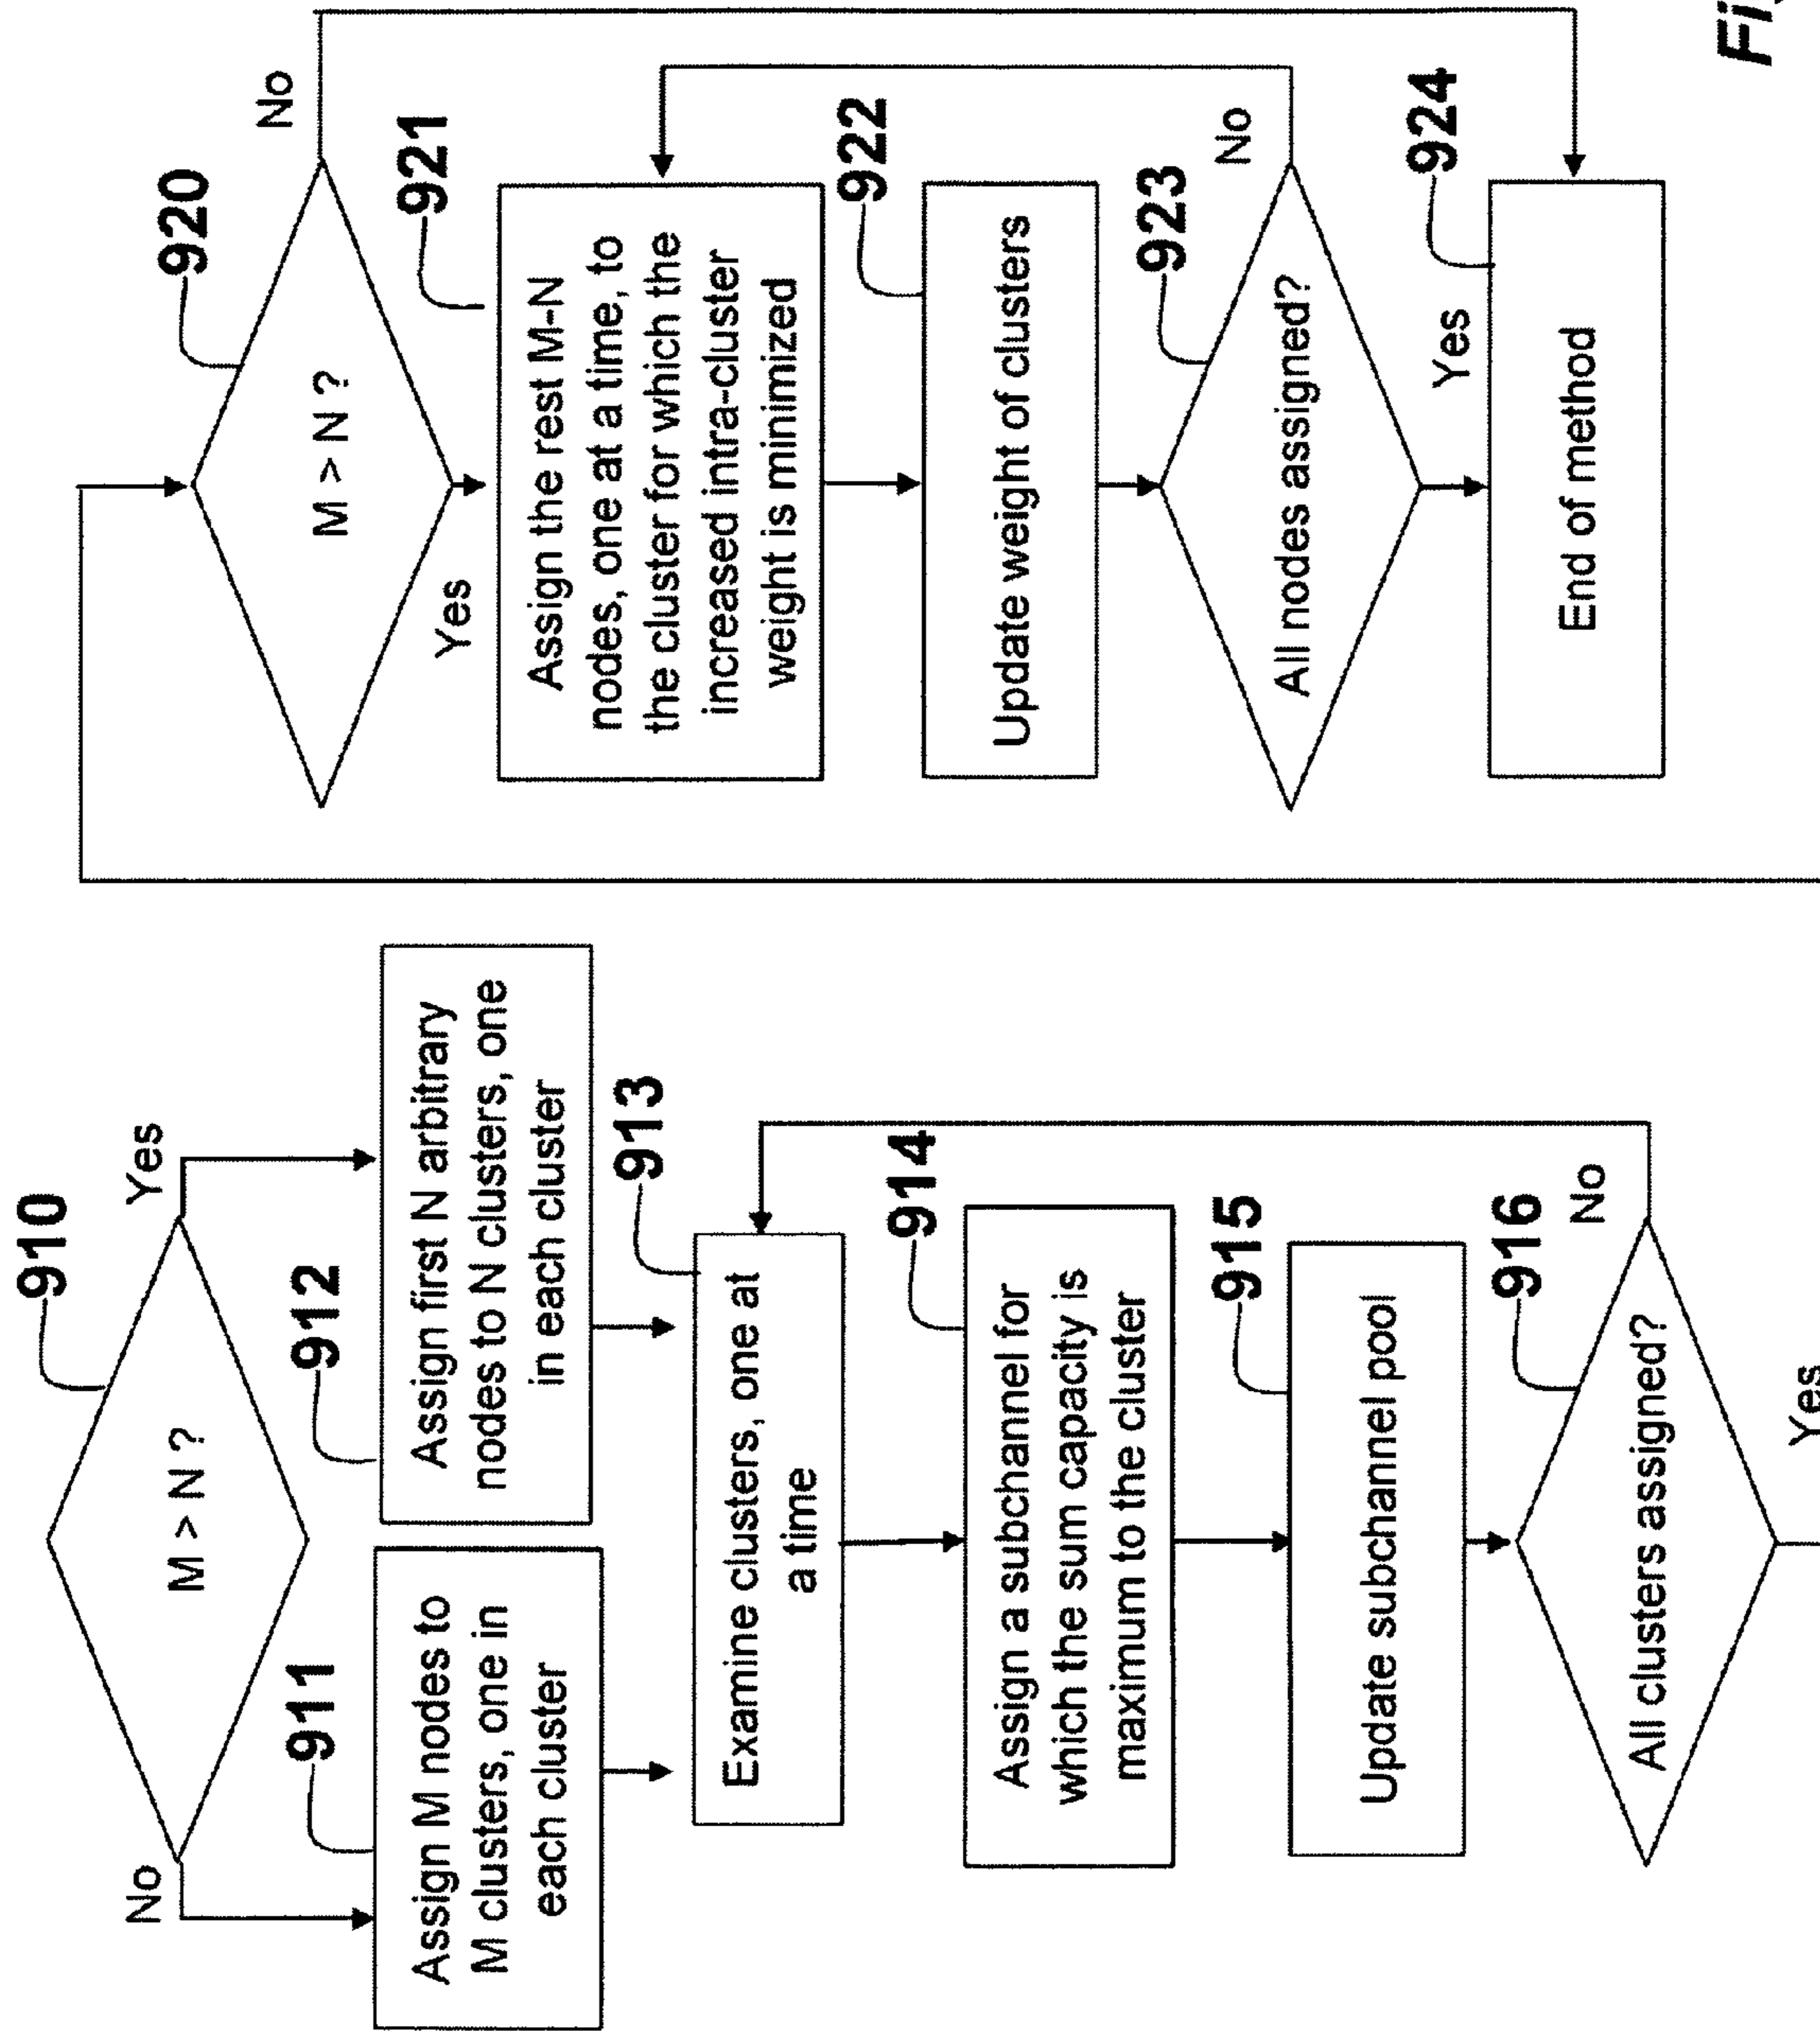 910
M > N ?
No
Yes
911
Assign M nodes to
M clusters, one in
each cluster
912
Assign first N arbitrary
nodes to N clusters, one
in each cluster
913
Examine clusters, one at
a time
914
Assign a subchannel for
which the sum capacity is
maximum to the cluster
915
Update subchannel pool
916
All clusters assigned?
No
Yes
920
M > N ?
No
Yes
921
Assign the rest M-N
nodes, one at a time, to
the cluster for which the
increased intra-cluster
weight is minimized
922
Update weight of clusters
923
All nodes assigned?
No
Yes
924
End of method